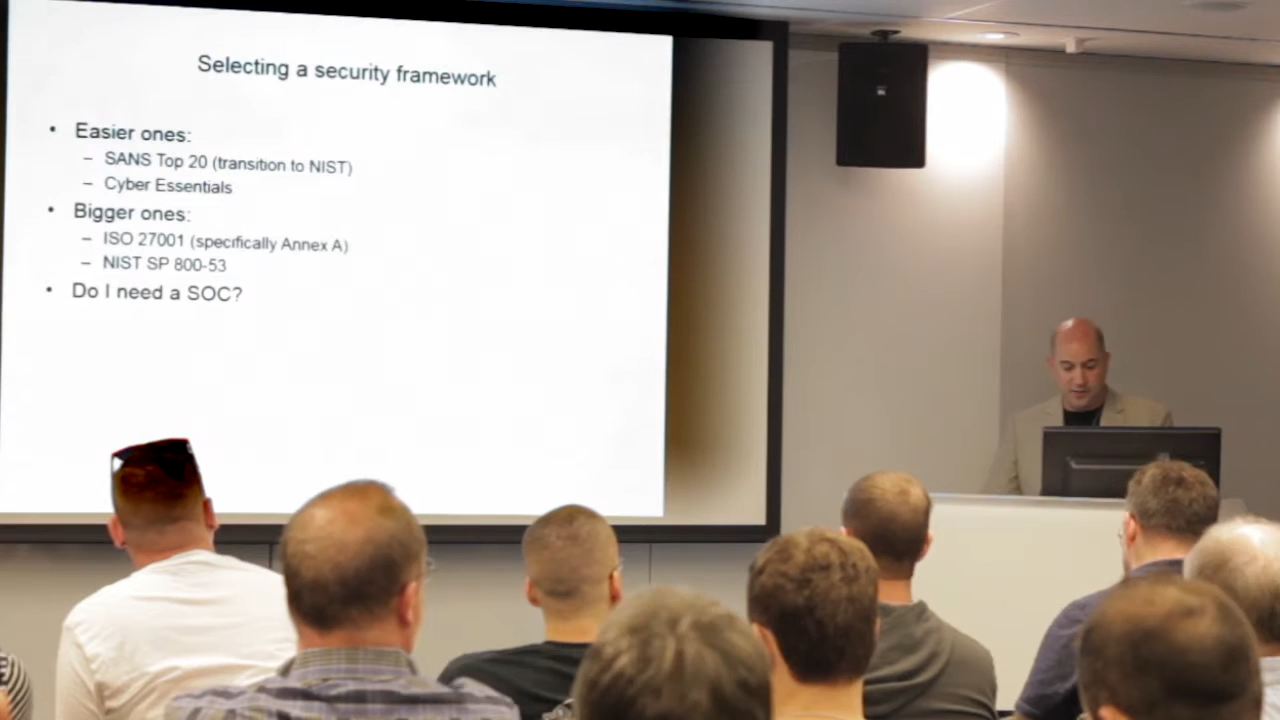 Selecting a security framework
• Easier ones:
– SANS Top 20 (transition to NIST)
– Cyber Essentials
• Bigger ones:
– ISO 27001 (specifically Annex A)
– NIST SP 800-53
• Do I need a SOC?